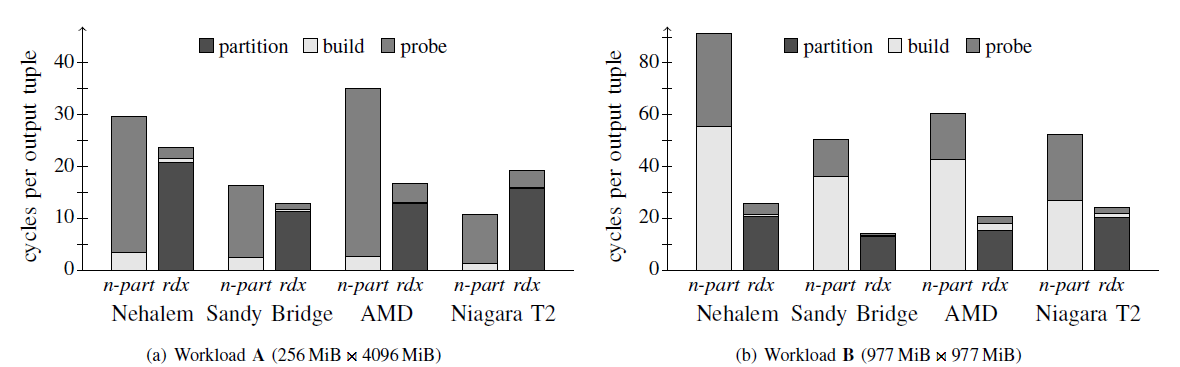 partition build probe
cycles per output tuple
40
30
20
10
0
n-part rdx n-part rdx n-part rdx n-part rdx
Nehalem Sandy Bridge AMD Niagara T2
(a) Workload A (256 MiB ⋈ 4096 MiB)
partition build probe
cycles per output tuple
80
60
40
20
0
n-part rdx n-part rdx n-part rdx n-part rdx
Nehalem Sandy Bridge AMD Niagara T2
(b) Workload B (977 MiB ⋈ 977 MiB)